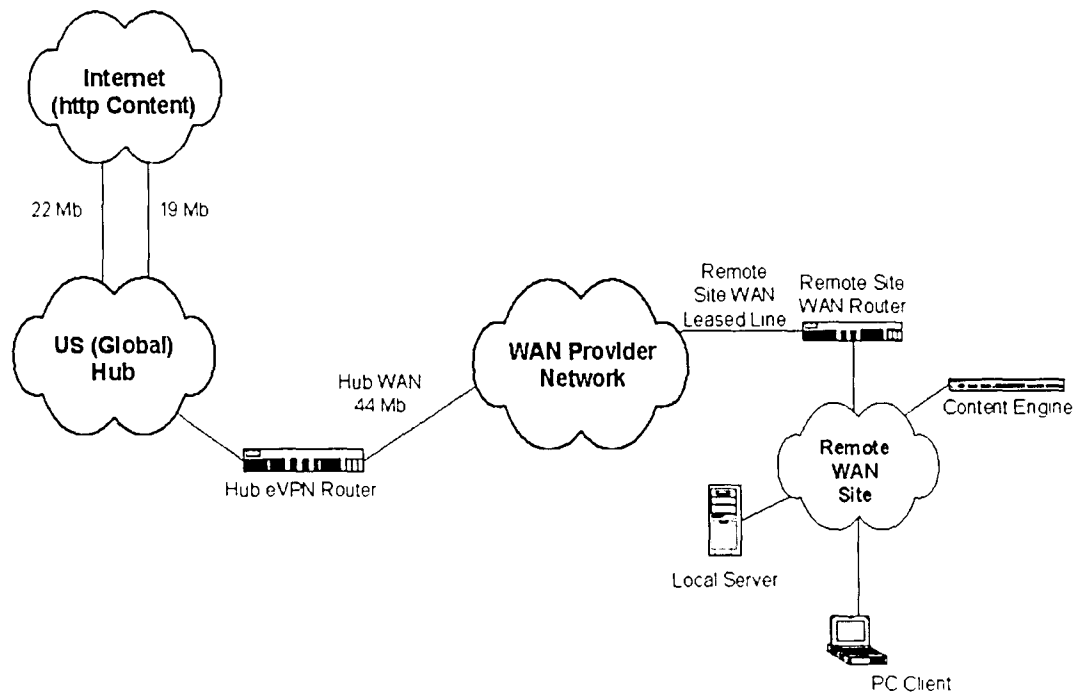 Internet
(http Content)
22 Mb
19 Mb
US (Global)
Hub
Hub eVPN Router
Hub WAN
44 Mb
WAN Provider
Network
Remote
Site WAN
Leased Line
Remote Site
WAN Router
Content Engine
Remote
WAN
Site
Local Server
PC Client